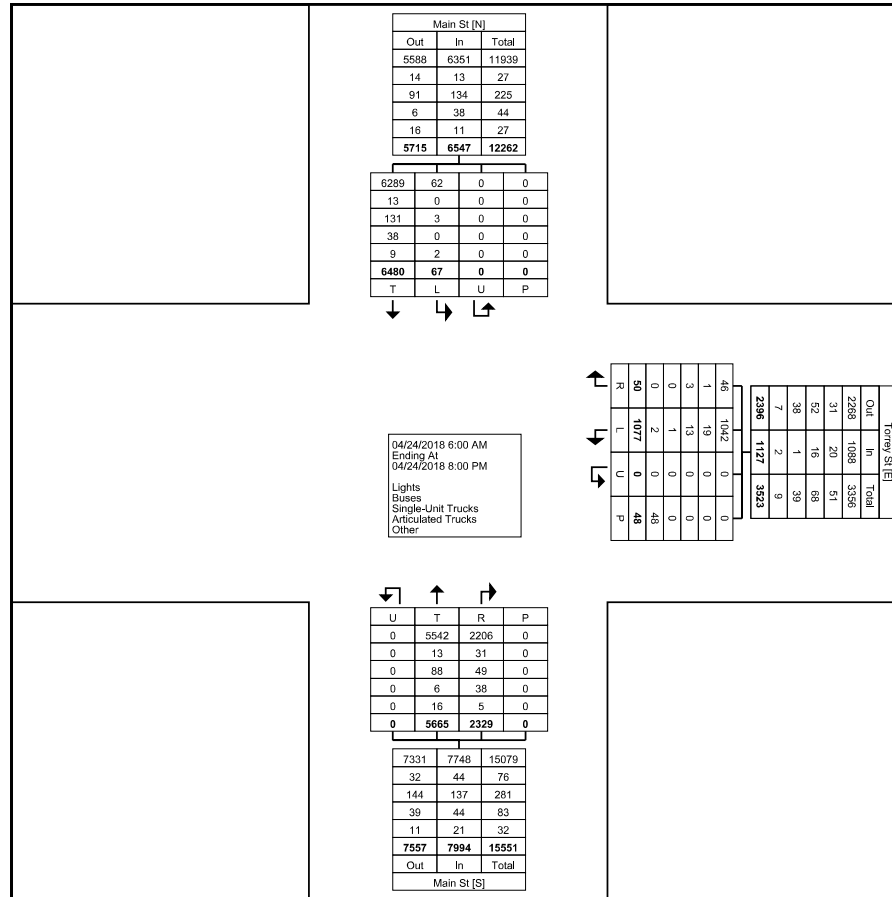 Main St [N]
Out In Total
5588 6351 11939
14 13 27
91 134 225
6 38 44
16 11 27
5715 6547 12262
6289 62 0 0
13 0 0 0
131 3 0 0
38 0 0 0
9 2 0 0
6480 67 0 0
T L U P
Torrey St [E]
Out In Total
2268 1088 3356
31 20 51
52 16 68
38 1 39
7 2 9
2396 1127 3523
46 1042 0 0
1 19 0 0
3 13 0 0
0 1 0 0
0 2 0 48
50 1077 0 48
R L U P
04/24/2018 6:00 AM
Ending At
04/24/2018 8:00 PM
Lights
Buses
Single-Unit Trucks
Articulated Trucks
Other
U T R P
0 5542 2206 0
0 13 31 0
0 88 49 0
0 6 38 0
0 16 5 0
0 5665 2329 0
7331 7748 15079
32 44 76
144 137 281
39 44 83
11 21 32
7557 7994 15551
Out In Total
Main St [S]